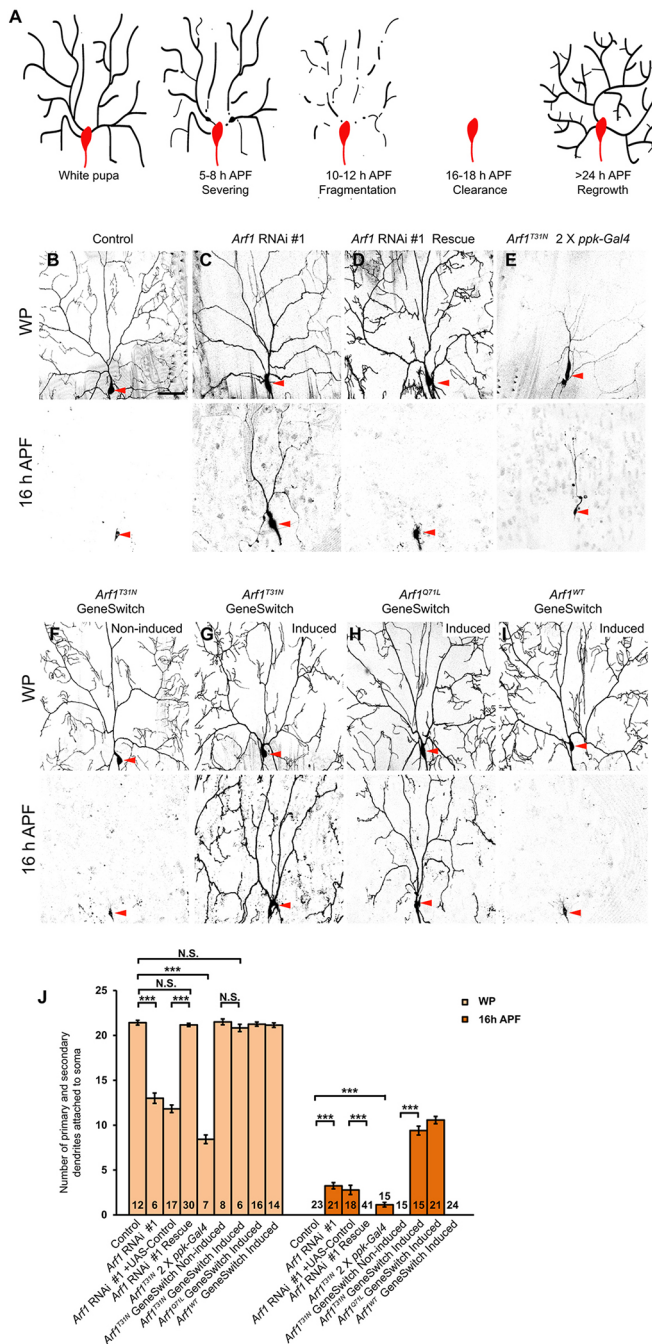 A
White pupa
5-8 h APF
Severing
10-12 h APF
Fragmentation
16-18 h APF
Clearance
>24 h APF
Regrowth
Control
Arf1 RNAi #1
Arf1 RNAi #1 Rescue
Arf1T31N 2 X ppk-Gal4
B
C
D
E
WP
16 h APF
Arf1T31N
GeneSwitch
Arf1T31N
GeneSwitch
Arf1Q71L
GeneSwitch
Arf1WT
GeneSwitch
F
Non-induced
G
Induced
H
Induced
I
Induced
WP
16 h APF
J
N.S.
***
N.S.
***
***
N.S.
WP
16h APF
***
***
***
***
Number of primary and secondary
dendrites attached to soma
25
20
15
10
5
0
12
6
17
30
7
8
6
16
14
23
21
18
41
15
15
15
21
24
Control
Arf1 RNAi #1
Arf1 RNAi #1 +UAS-Control
Arf1 RNAi #1 Rescue
Arf1T31N 2 X ppk-Gal4
Arf1T31N GeneSwitch Non-induced
Arf1T31N GeneSwitch Induced
Arf1Q71L GeneSwitch Induced
Arf1WT GeneSwitch Induced
Control
Arf1 RNAi #1
Arf1 RNAi #1 +UAS-Control
Arf1 RNAi #1 Rescue
Arf1T31N 2 X ppk-Gal4
Arf1T31N GeneSwitch Non-induced
Arf1T31N GeneSwitch Induced
Arf1Q71L GeneSwitch Induced
Arf1WT GeneSwitch Induced